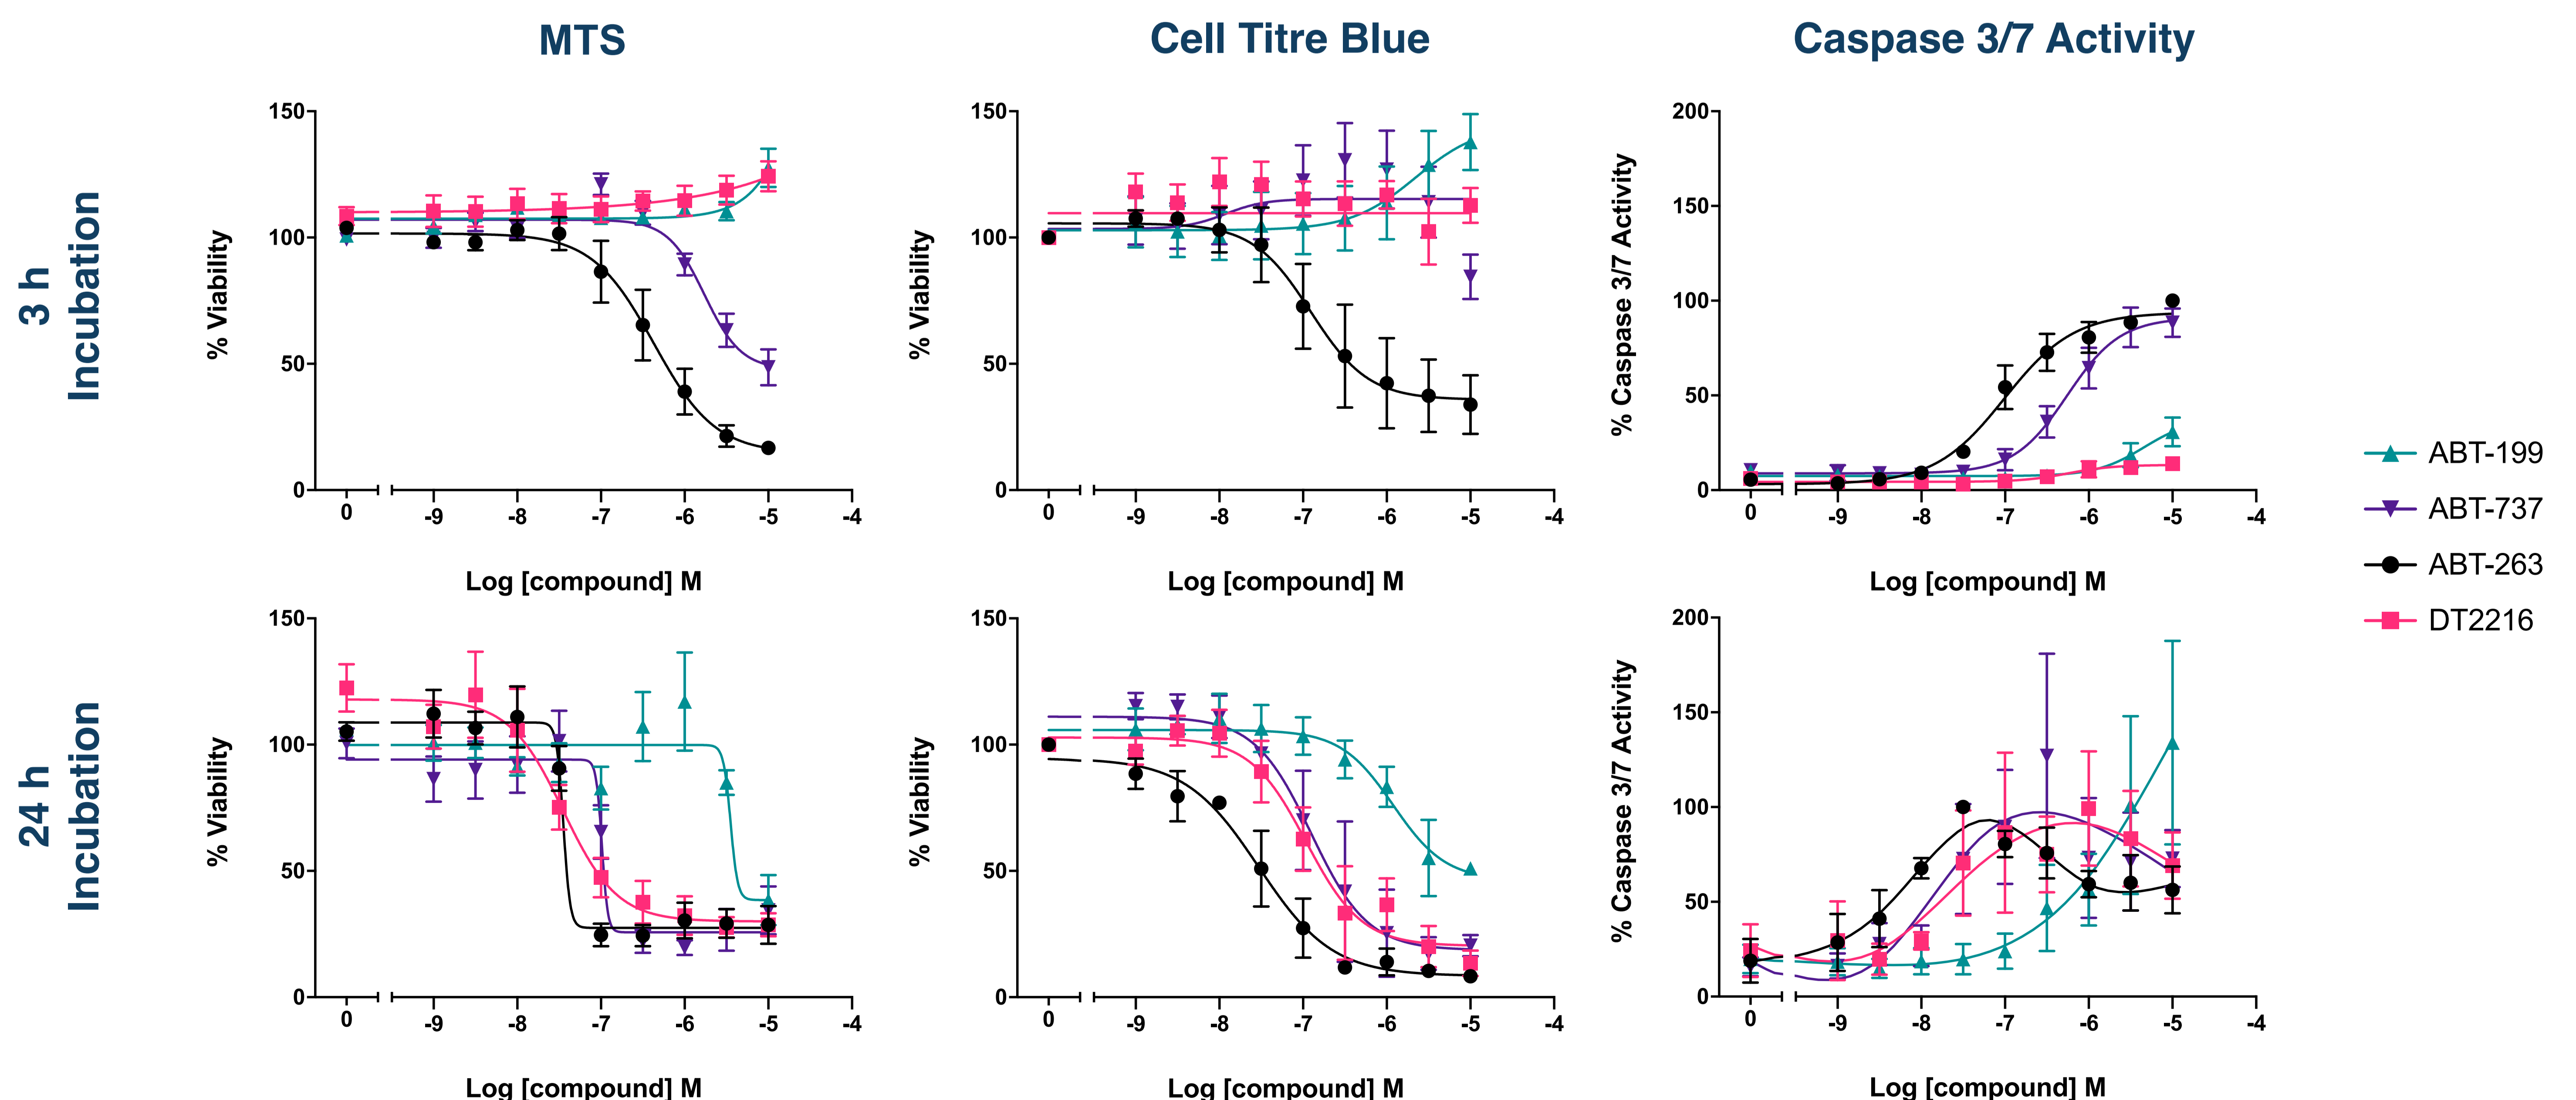 MTS
Cell Titre Blue
Caspase 3/7 Activity
3 h
Incubation
150
100
50
0
% Viability
0 -9 -8 -7 -6 -5 -4
Log [compound] M
150
100
50
0
% Viability
0 -9 -8 -7 -6 -5 -4
Log [compound] M
200
150
100
50
0
% Caspase 3/7 Activity
0 -9 -8 -7 -6 -5 -4
Log [compound] M
ABT-199
ABT-737
ABT-263
DT2216
24 h
Incubation
150
100
50
0
% Viability
0 -9 -8 -7 -6 -5 -4
Log [compound] M
150
100
50
0
% Viability
0 -9 -8 -7 -6 -5 -4
Log [compound] M
200
150
100
50
0
% Caspase 3/7 Activity
0 -9 -8 -7 -6 -5 -4
Log [compound] M